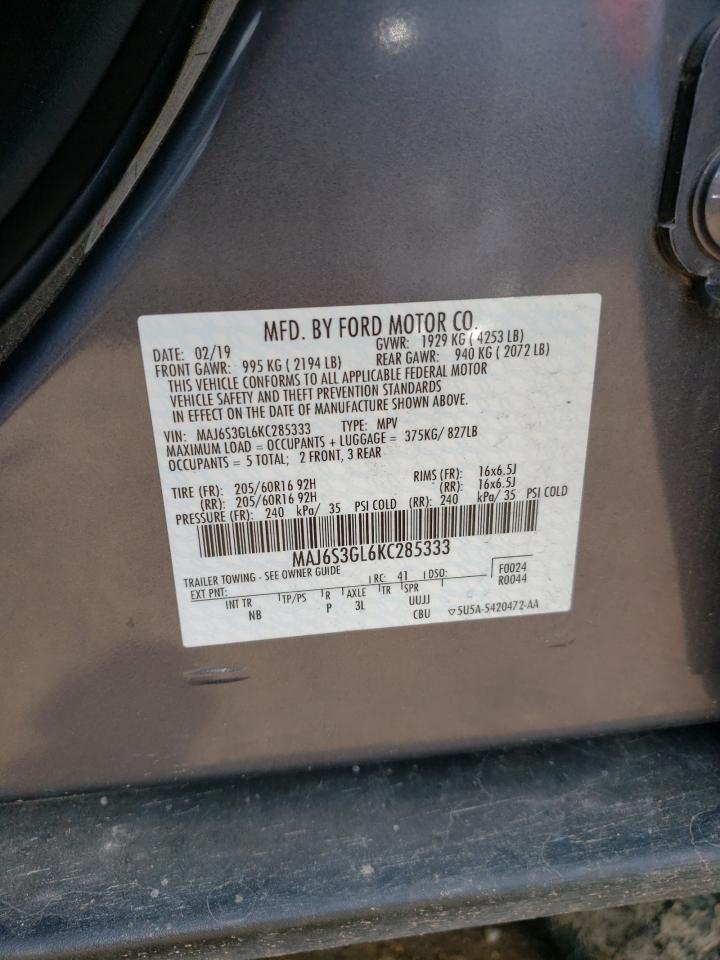 MFD. BY FORD MOTOR CO.
DATE: 02/19 GVWR: 1929 KG ( 4253 LB)
FRONT GAWR: 995 KG ( 2194 LB) REAR GAWR: 940 KG ( 2072 LB)
THIS VEHICLE CONFORMS TO ALL APPLICABLE FEDERAL MOTOR
VEHICLE SAFETY AND THEFT PREVENTION STANDARDS
IN EFFECT ON THE DATE OF MANUFACTURE SHOWN ABOVE.
VIN: MAJ6S3GL6KC285333 TYPE: MPV
MAXIMUM LOAD = OCCUPANTS + LUGGAGE = 375KG/ 827LB
OCCUPANTS = 5 TOTAL; 2 FRONT, 3 REAR
TIRE (FR): 205/60R16 92H RIMS (FR): 16x6.5J
(RR): 205/60R16 92H (RR): 16x6.5J
PRESSURE (FR): 240 kPa/ 35 PSI COLD (RR): 240 kPa/ 35 PSI COLD
MAJ6S3GL6KC285333
TRAILER TOWING - SEE OWNER GUIDE F0024
EXT PNT: RC: 41 DSO: R0044
INT TR TP/PS R AXLE TR SPR
NB P 3L UUJJ
CBU ▽5U5A-5420472-AA